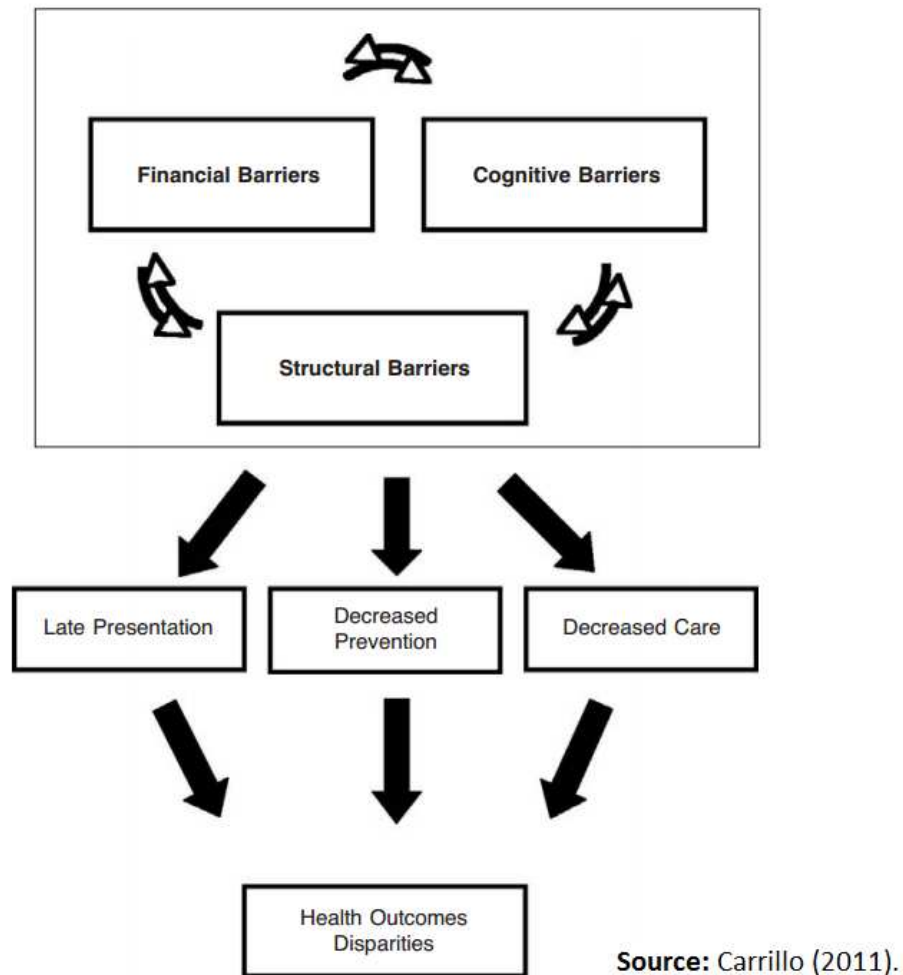 Financial Barriers
Cognitive Barriers
Structural Barriers
Late Presentation
Decreased
Prevention
Decreased Care
Health Outcomes
Disparities
Source: Carrillo (2011).